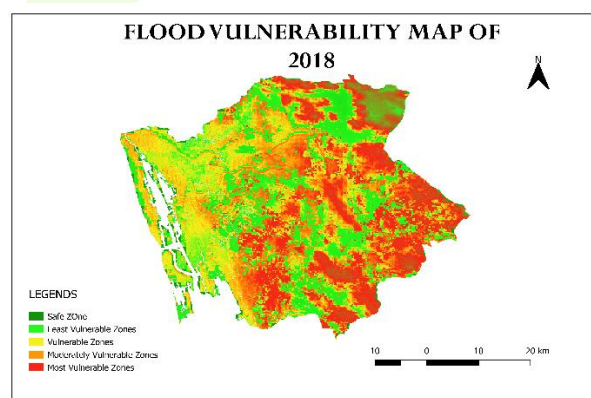 FLOOD VULNERABILITY MAP OF
2018
N
LEGENDS
Safe ZOne
Least Vulnerable Zones
Vulnerable Zones
Moderately Vulnerable Zones
Most Vulnerable Zones
10 0 10 20 km